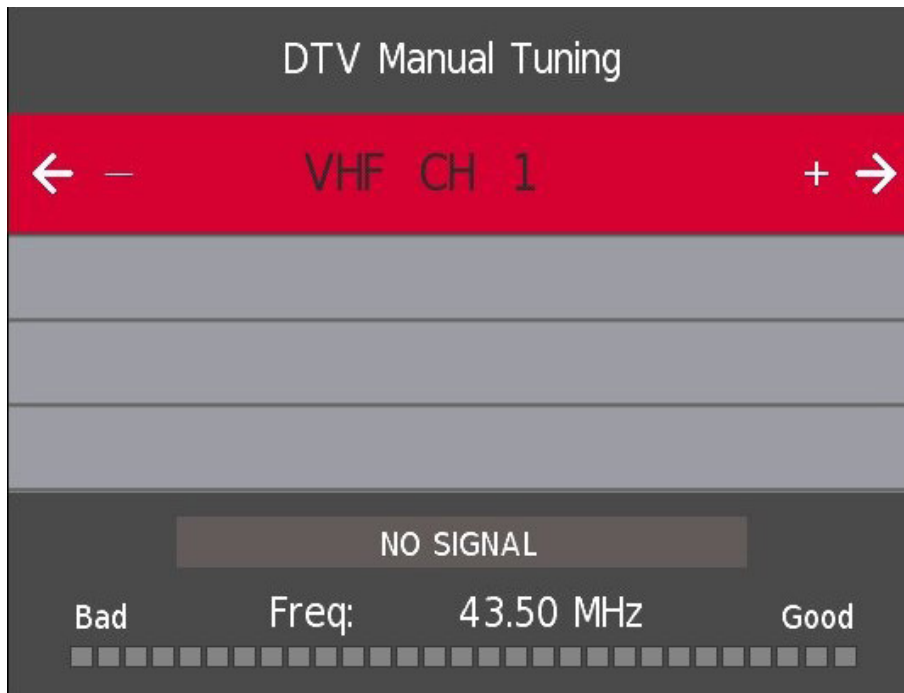 DTV Manual Tuning
← − VHF CH 1 + →
NO SIGNAL
Bad Freq: 43.50 MHz Good